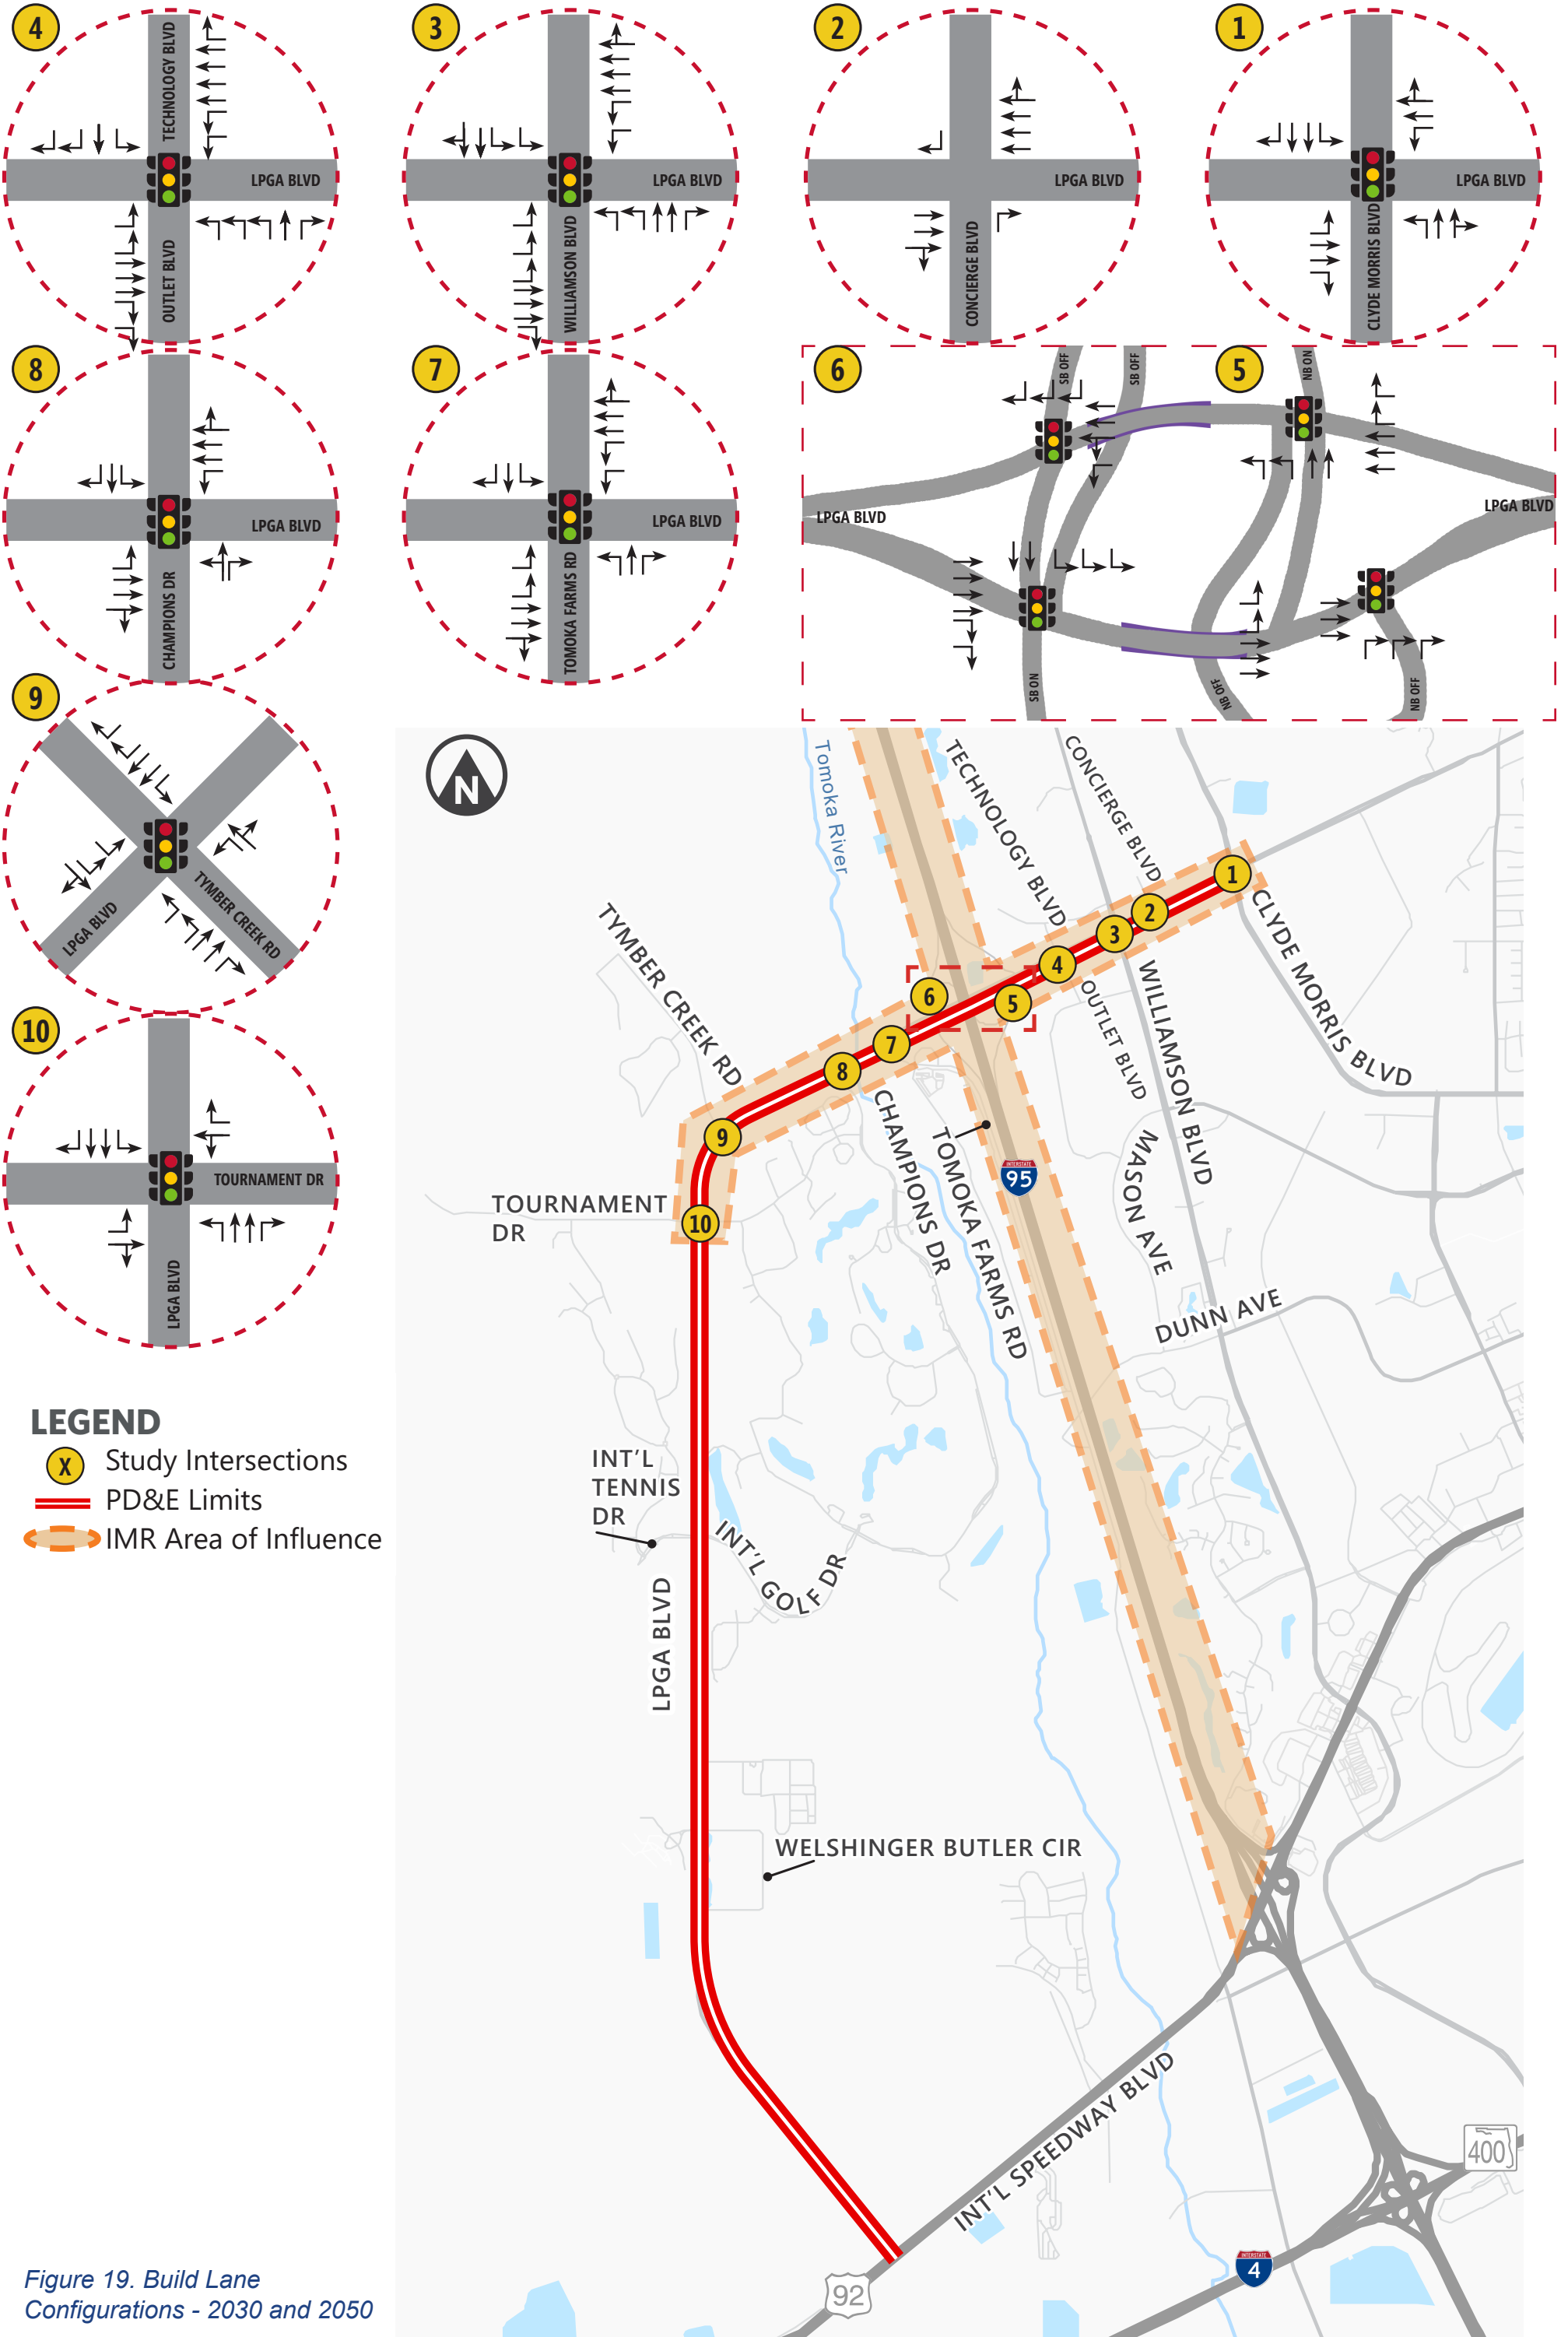 4
TECHNOLOGY BLVD
LPGA BLVD
OUTLET BLVD
3
LPGA BLVD
WILLIAMSON BLVD
2
LPGA BLVD
CONCIERGE BLVD
1
LPGA BLVD
CLYDE MORRIS BLVD
8
LPGA BLVD
CHAMPIONS DR
7
LPGA BLVD
TOMOKA FARMS RD
6
SB OFF
SB OFF
5
NB ON
LPGA BLVD
LPGA BLVD
SB ON
NB OFF
NB OFF
9
LPGA BLVD
TYMBER CREEK RD
10
TOURNAMENT DR
LPGA BLVD
LEGEND
X Study Intersections
PD&E Limits
IMR Area of Influence
N
Tomoka River
TECHNOLOGY BLVD
CONCIERGE BLVD
1
2
3
4
5
6
7
8
9
10
CLYDE MORRIS BLVD
WILLIAMSON BLVD
OUTLET BLVD
TYMBER CREEK RD
CHAMPIONS DR
TOMOKA FARMS RD
INTERSTATE
95
MASON AVE
DUNN AVE
TOURNAMENT
DR
INT'L
TENNIS
DR
INT'L GOLF DR
LPGA BLVD
WELSHINGER BUTLER CIR
INT'L SPEEDWAY BLVD
400
INTERSTATE
4
92
Figure 19. Build Lane
Configurations - 2030 and 2050